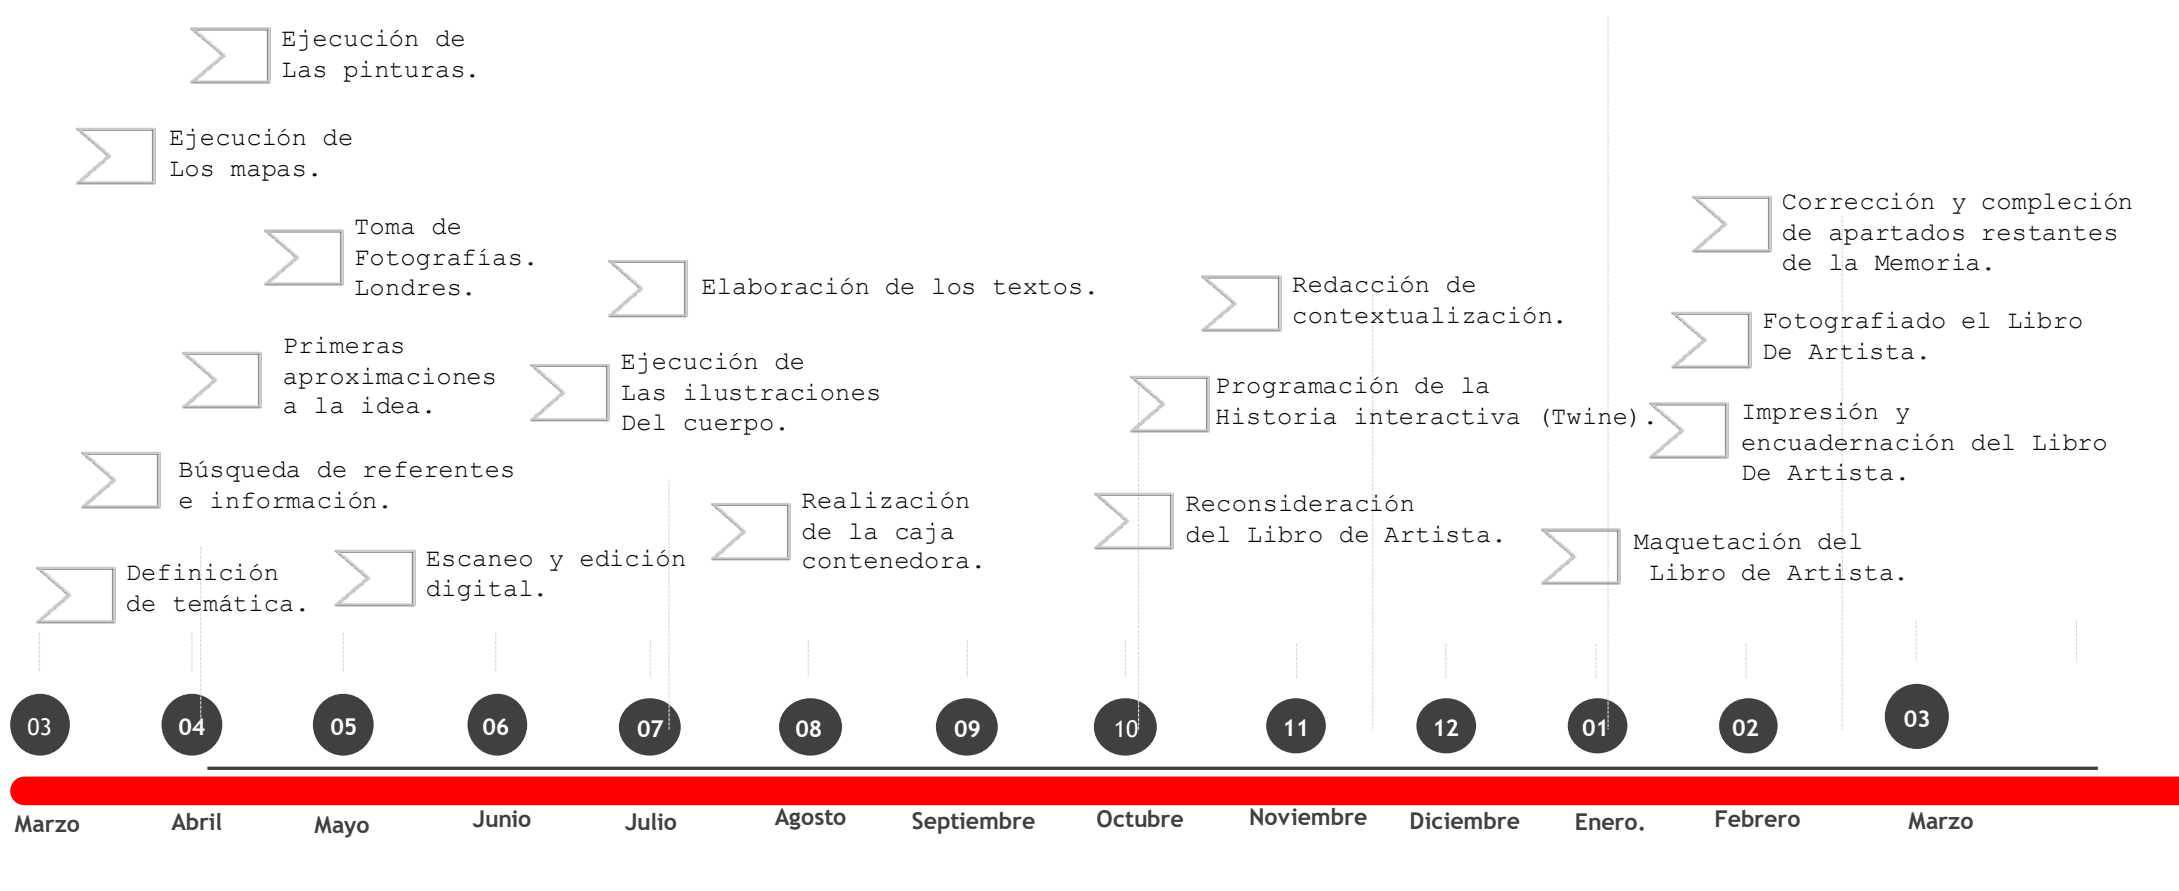 Ejecución de
Las pinturas.
Ejecución de
Los mapas.
Toma de
Fotografías.
Londres.
Primeras
aproximaciones
a la idea.
Búsqueda de referentes
e información.
Definición
de temática.
Escaneo y edición
digital.
Elaboración de los textos.
Ejecución de
Las ilustraciones
Del cuerpo.
Realización
de la caja
contenedora.
Redacción de
contextualización.
Programación de la
Historia interactiva (Twine).
Reconsideración
del Libro de Artista.
Corrección y compleción
de apartados restantes
de la Memoria.
Fotografiado el Libro
De Artista.
Impresión y
encuadernación del Libro
De Artista.
Maquetación del
Libro de Artista.
03 04 05 06 07 08 09 10 11 12 01 02 03
Marzo Abril Mayo Junio Julio Agosto Septiembre Octubre Noviembre Diciembre Enero. Febrero Marzo